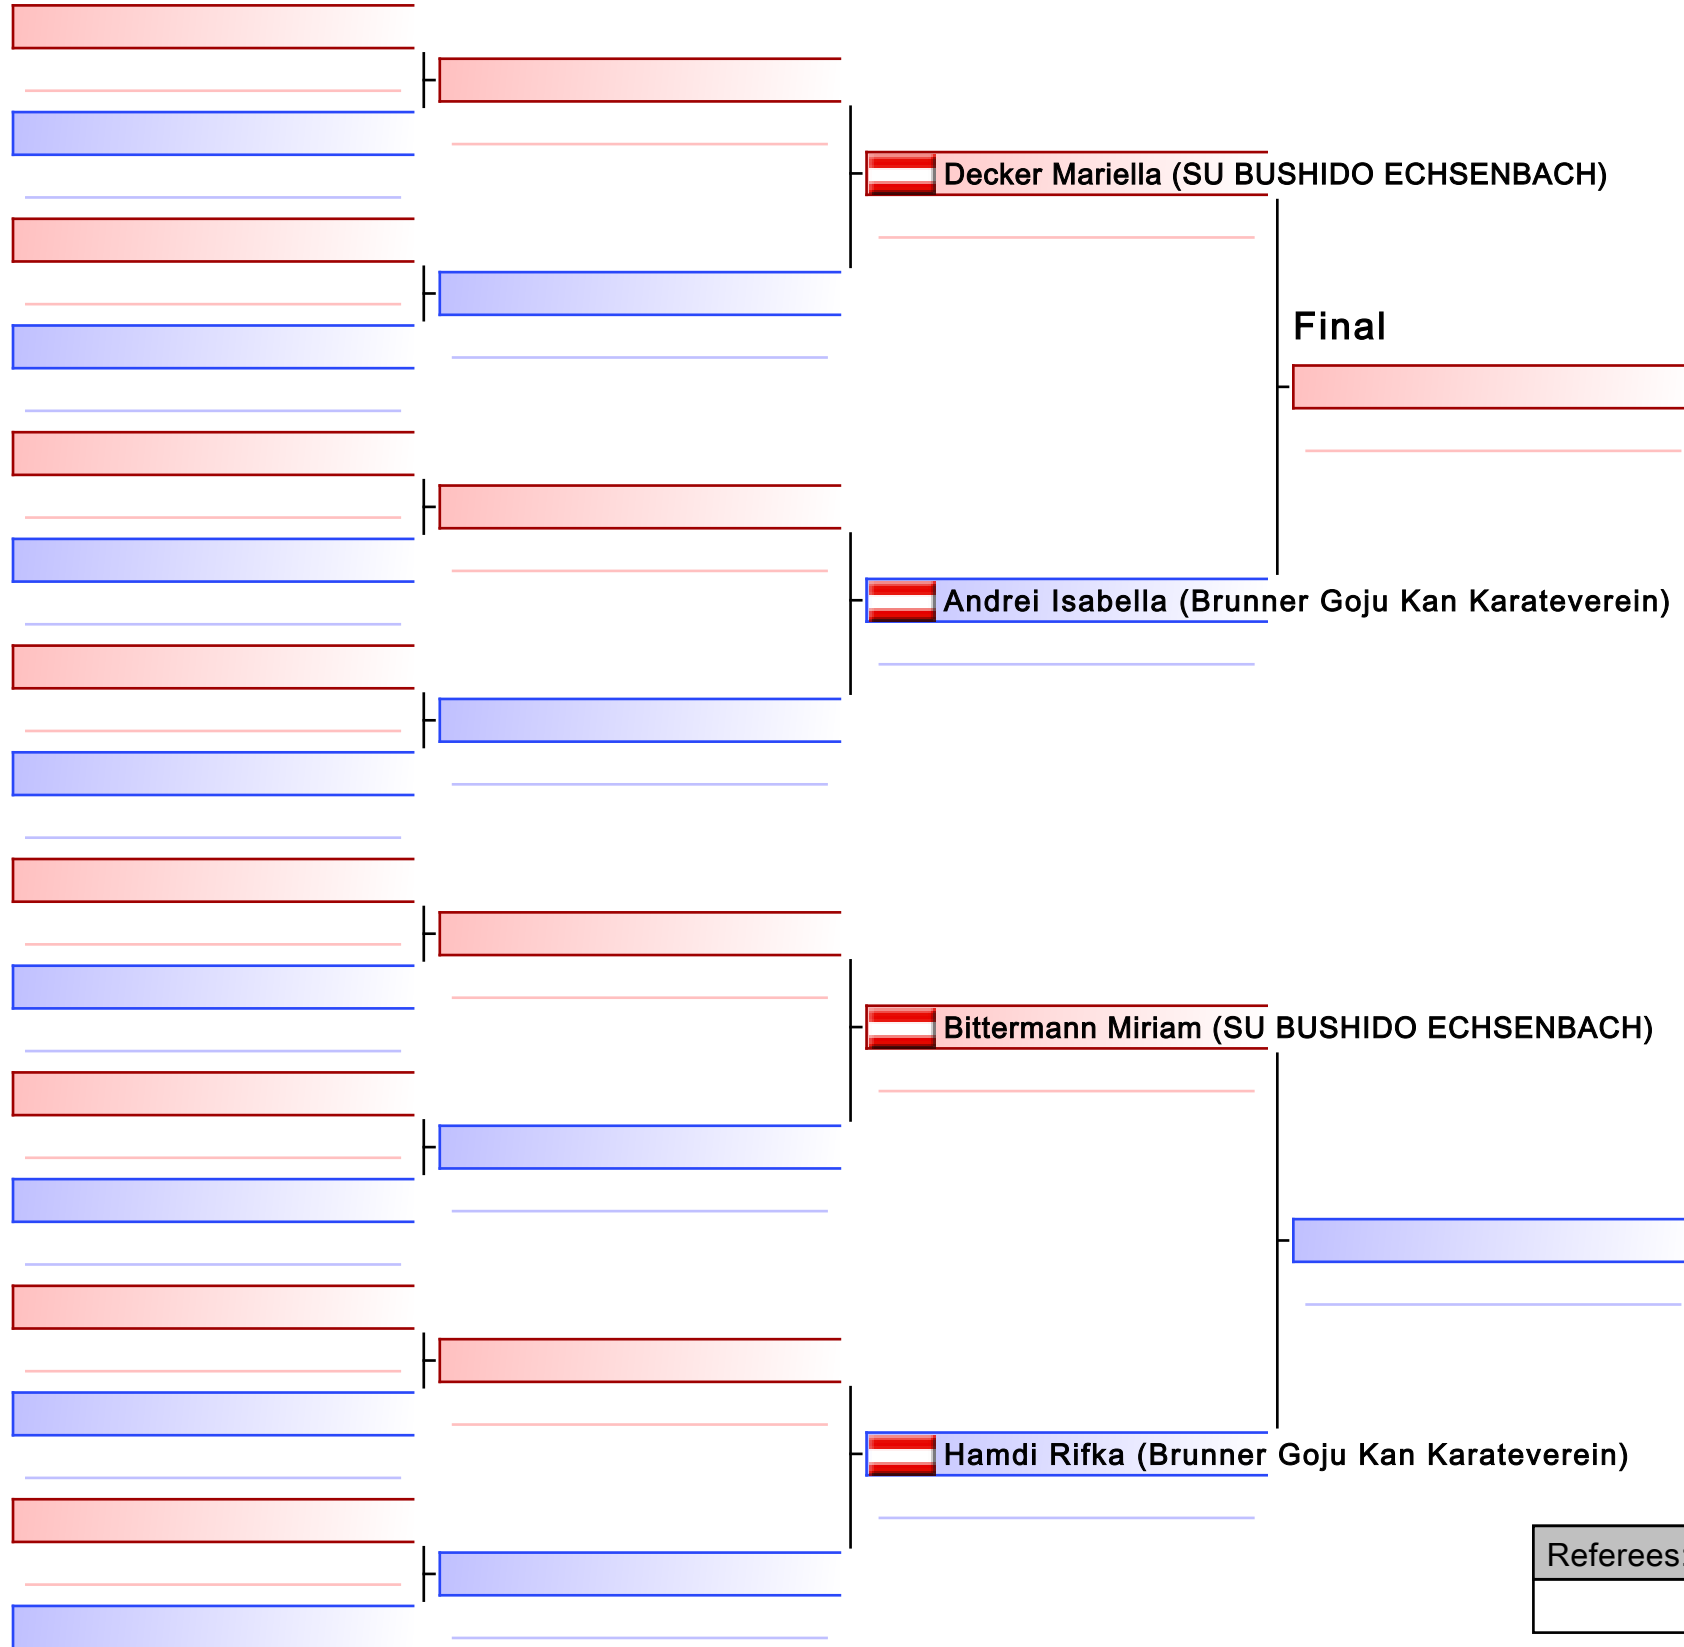 Decker Mariella (SU BUSHIDO ECHSENBACH)
Final
Andrei Isabella (Brunner Goju Kan Karateverein)
Bittermann Miriam (SU BUSHIDO ECHSENBACH)
Hamdi Rifka (Brunner Goju Kan Karateverein)
Referees: